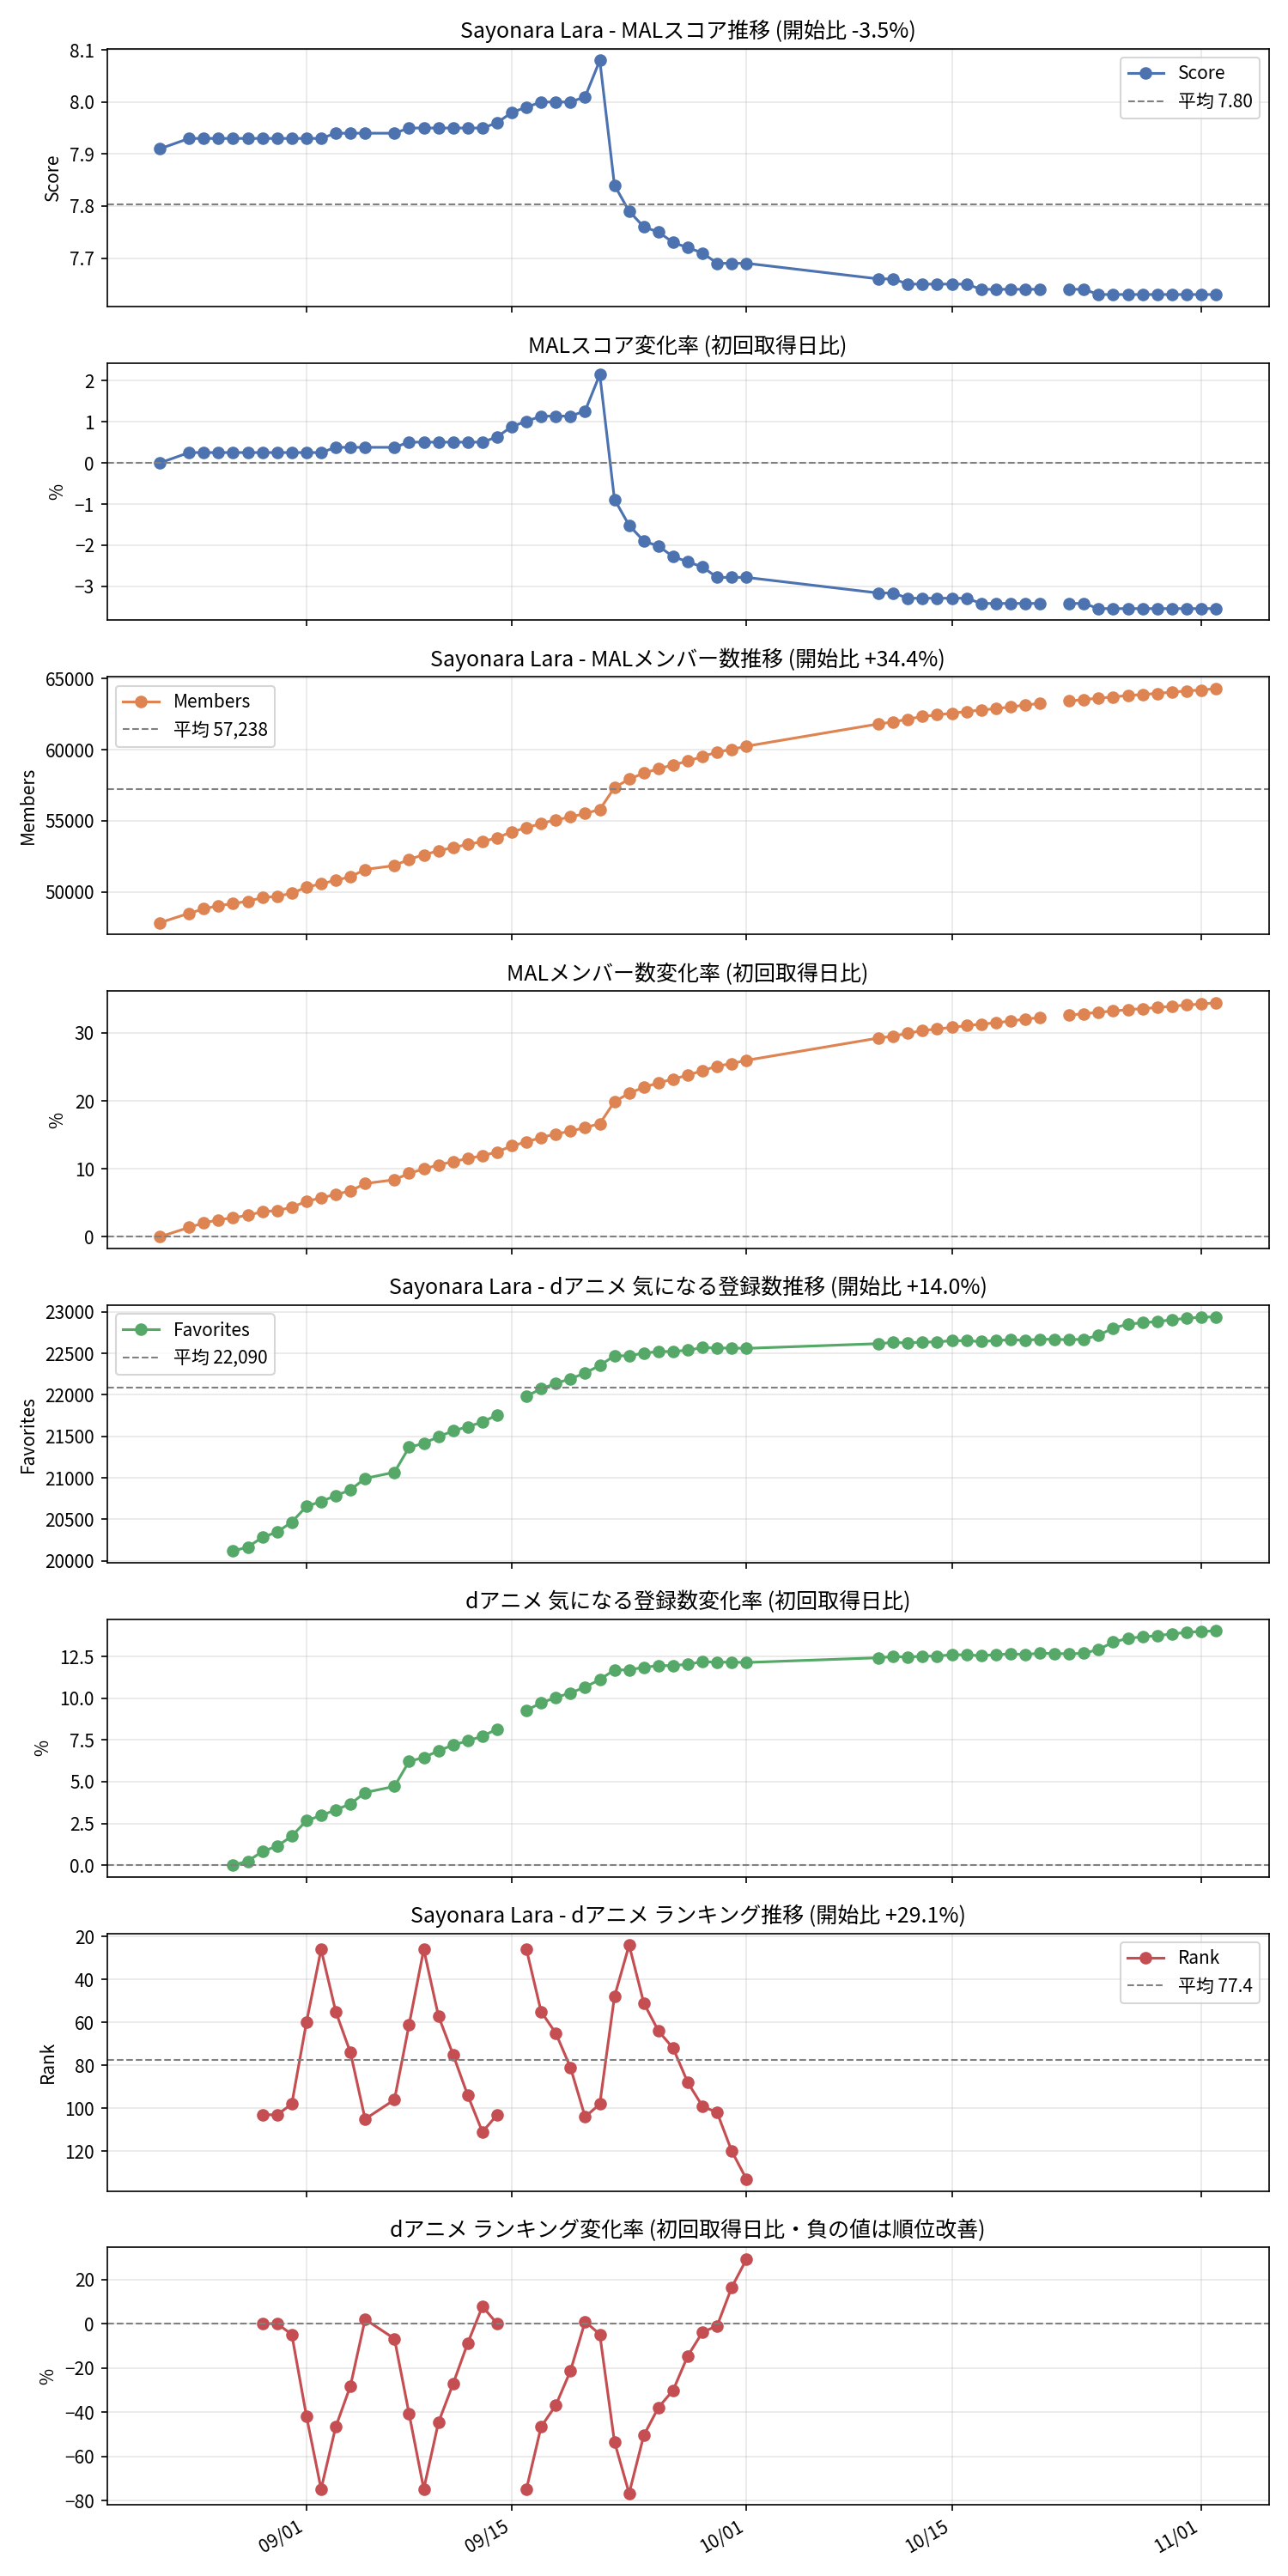 Sayonara Lara - MALスコア推移 (開始比 -3.5%)
8.1
8.0
7.9
7.8
7.7
Score
Score
平均 7.80
MALスコア変化率 (初回取得日比)
2
1
0
−1
−2
−3
%
Sayonara Lara - MALメンバー数推移 (開始比 +34.4%)
65000
60000
55000
50000
Members
Members
平均 57,238
MALメンバー数変化率 (初回取得日比)
30
20
10
0
%
Sayonara Lara - dアニメ 気になる登録数推移 (開始比 +14.0%)
23000
22500
22000
21500
21000
20500
20000
Favorites
Favorites
平均 22,090
dアニメ 気になる登録数変化率 (初回取得日比)
12.5
10.0
7.5
5.0
2.5
0.0
%
Sayonara Lara - dアニメ ランキング推移 (開始比 +29.1%)
20
40
60
80
100
120
Rank
Rank
平均 77.4
dアニメ ランキング変化率 (初回取得日比・負の値は順位改善)
20
0
−20
−40
−60
−80
%
09/01
09/15
10/01
10/15
11/01